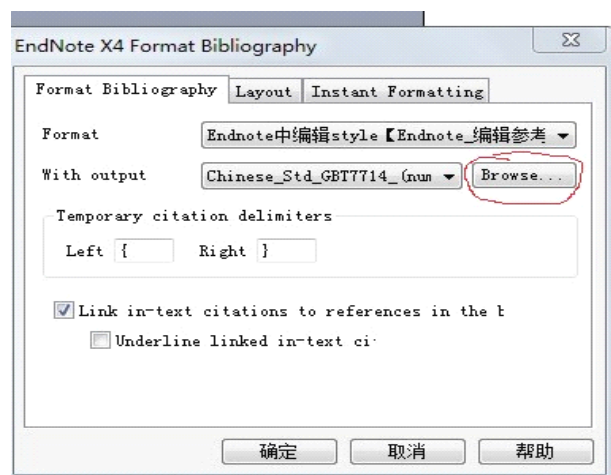 EndNote X4 Format Bibliography
Format Bibliography Layout Instant Formatting
Format Endnote中编辑style【Endnote_编辑参考
With output Chinese_Std_GBT7714_(num Browse...
Temporary citation delimiters
Left { Right }
Link in-text citations to references in the b
Underline linked in-text ci
确定 取消 帮助